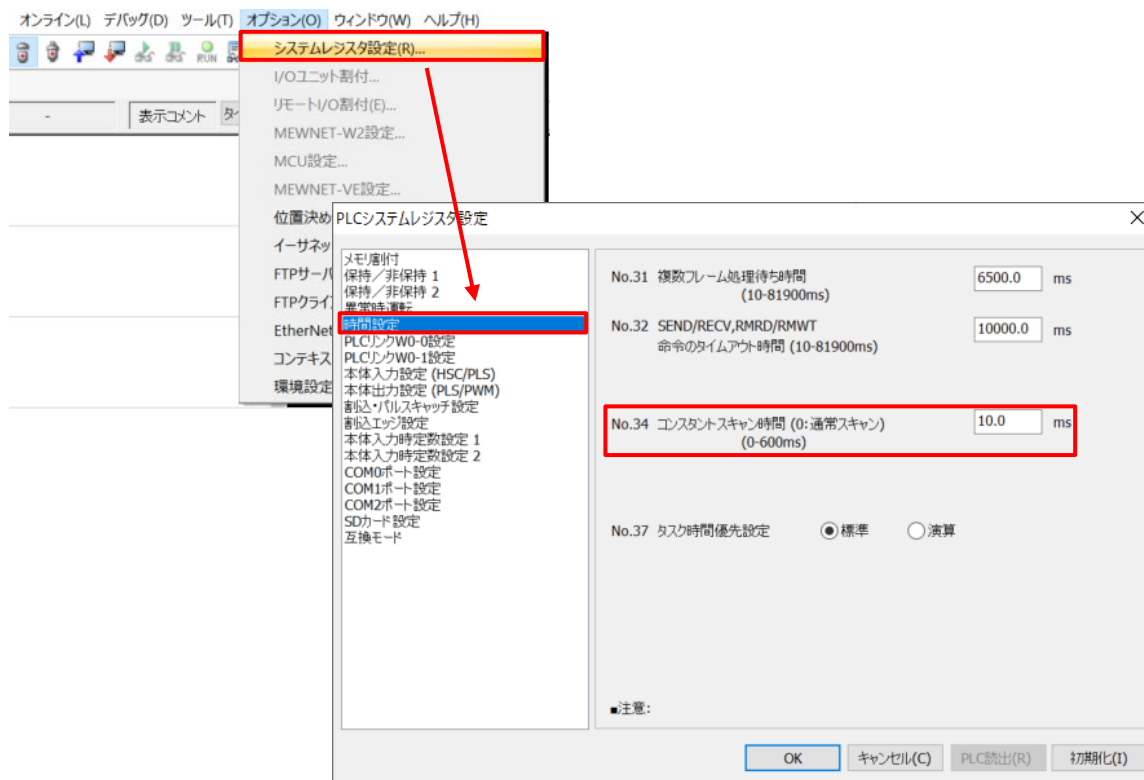 オンライン(L) デバッグ(D) ツール(T) オプション(O) ウィンドウ(W) ヘルプ(H)
RUN
システムレジスタ設定(R)...
I/Oユニット割付...
リモートI/O割付(E)...
- 表示コメント
MEWNET-W2設定...
MCU設定...
MEWNET-VE設定...
位置決め
イーサネッ
FTPサーバ
FTPクライ
EtherNet
コンテキス
環境設定
PLCシステムレジスタ設定
メモリ割付
保持/非保持 1
保持/非保持 2
異常時運転
時間設定
PLCリンクW0-0設定
PLCリンクW0-1設定
本体入力設定 (HSC/PLS)
本体出力設定 (PLS/PWM)
割込・パルスキャッチ設定
割込エッジ設定
本体入力時定数設定 1
本体入力時定数設定 2
COM0ポート設定
COM1ポート設定
COM2ポート設定
SDカード設定
互換モード
No.31 複数フレーム処理待ち時間 6500.0 ms
(10-81900ms)
No.32 SEND/RECV,RMRD/RMWT 10000.0 ms
命令のタイムアウト時間 (10-81900ms)
No.34 コンスタントスキャン時間 (0:通常スキャン) 10.0 ms
(0-600ms)
No.37 タスク時間優先設定 標準 演算
■注意:
OK キャンセル(C) PLC読出(R) 初期化(I)